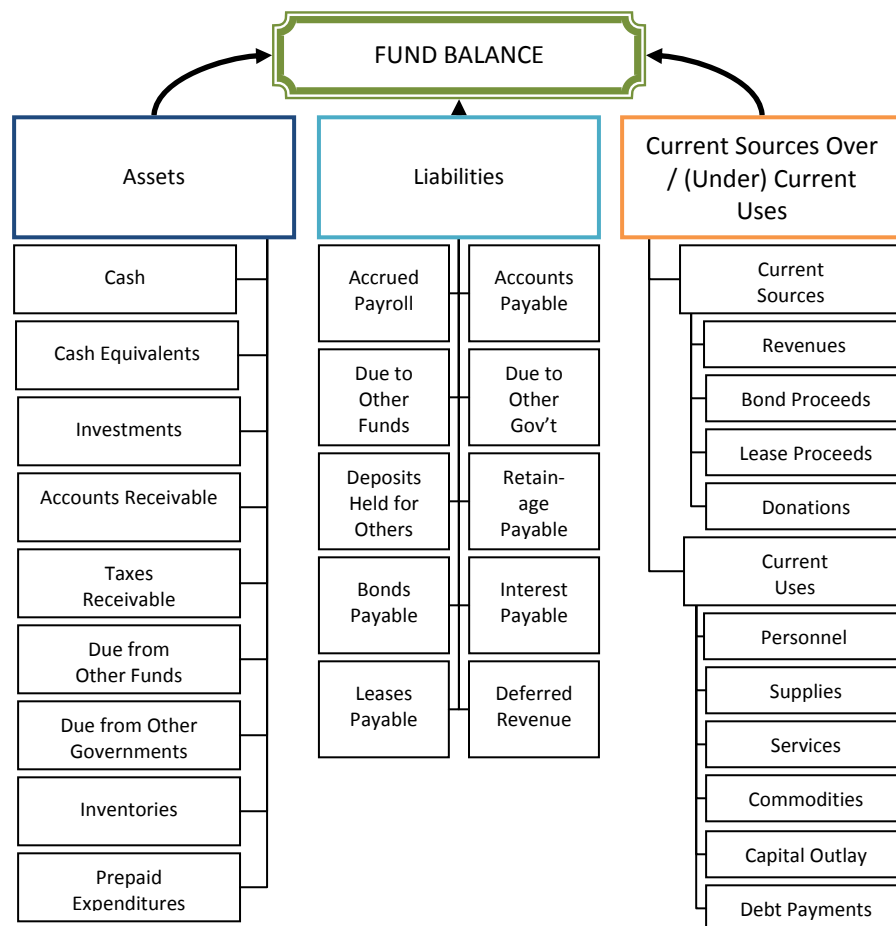 FUND BALANCE
Assets
Cash
Cash Equivalents
Investments
Accounts Receivable
Taxes
Receivable
Due from
Other Funds
Due from Other
Governments
Inventories
Prepaid
Expenditures
Liabilities
Accrued
Payroll
Accounts
Payable
Due to
Other
Funds
Due to
Other
Gov’t
Deposits
Held for
Others
Retain-
age
Payable
Bonds
Payable
Interest
Payable
Leases
Payable
Deferred
Revenue
Current Sources Over
/ (Under) Current
Uses
Current
Sources
Revenues
Bond Proceeds
Lease Proceeds
Donations
Current
Uses
Personnel
Supplies
Services
Commodities
Capital Outlay
Debt Payments